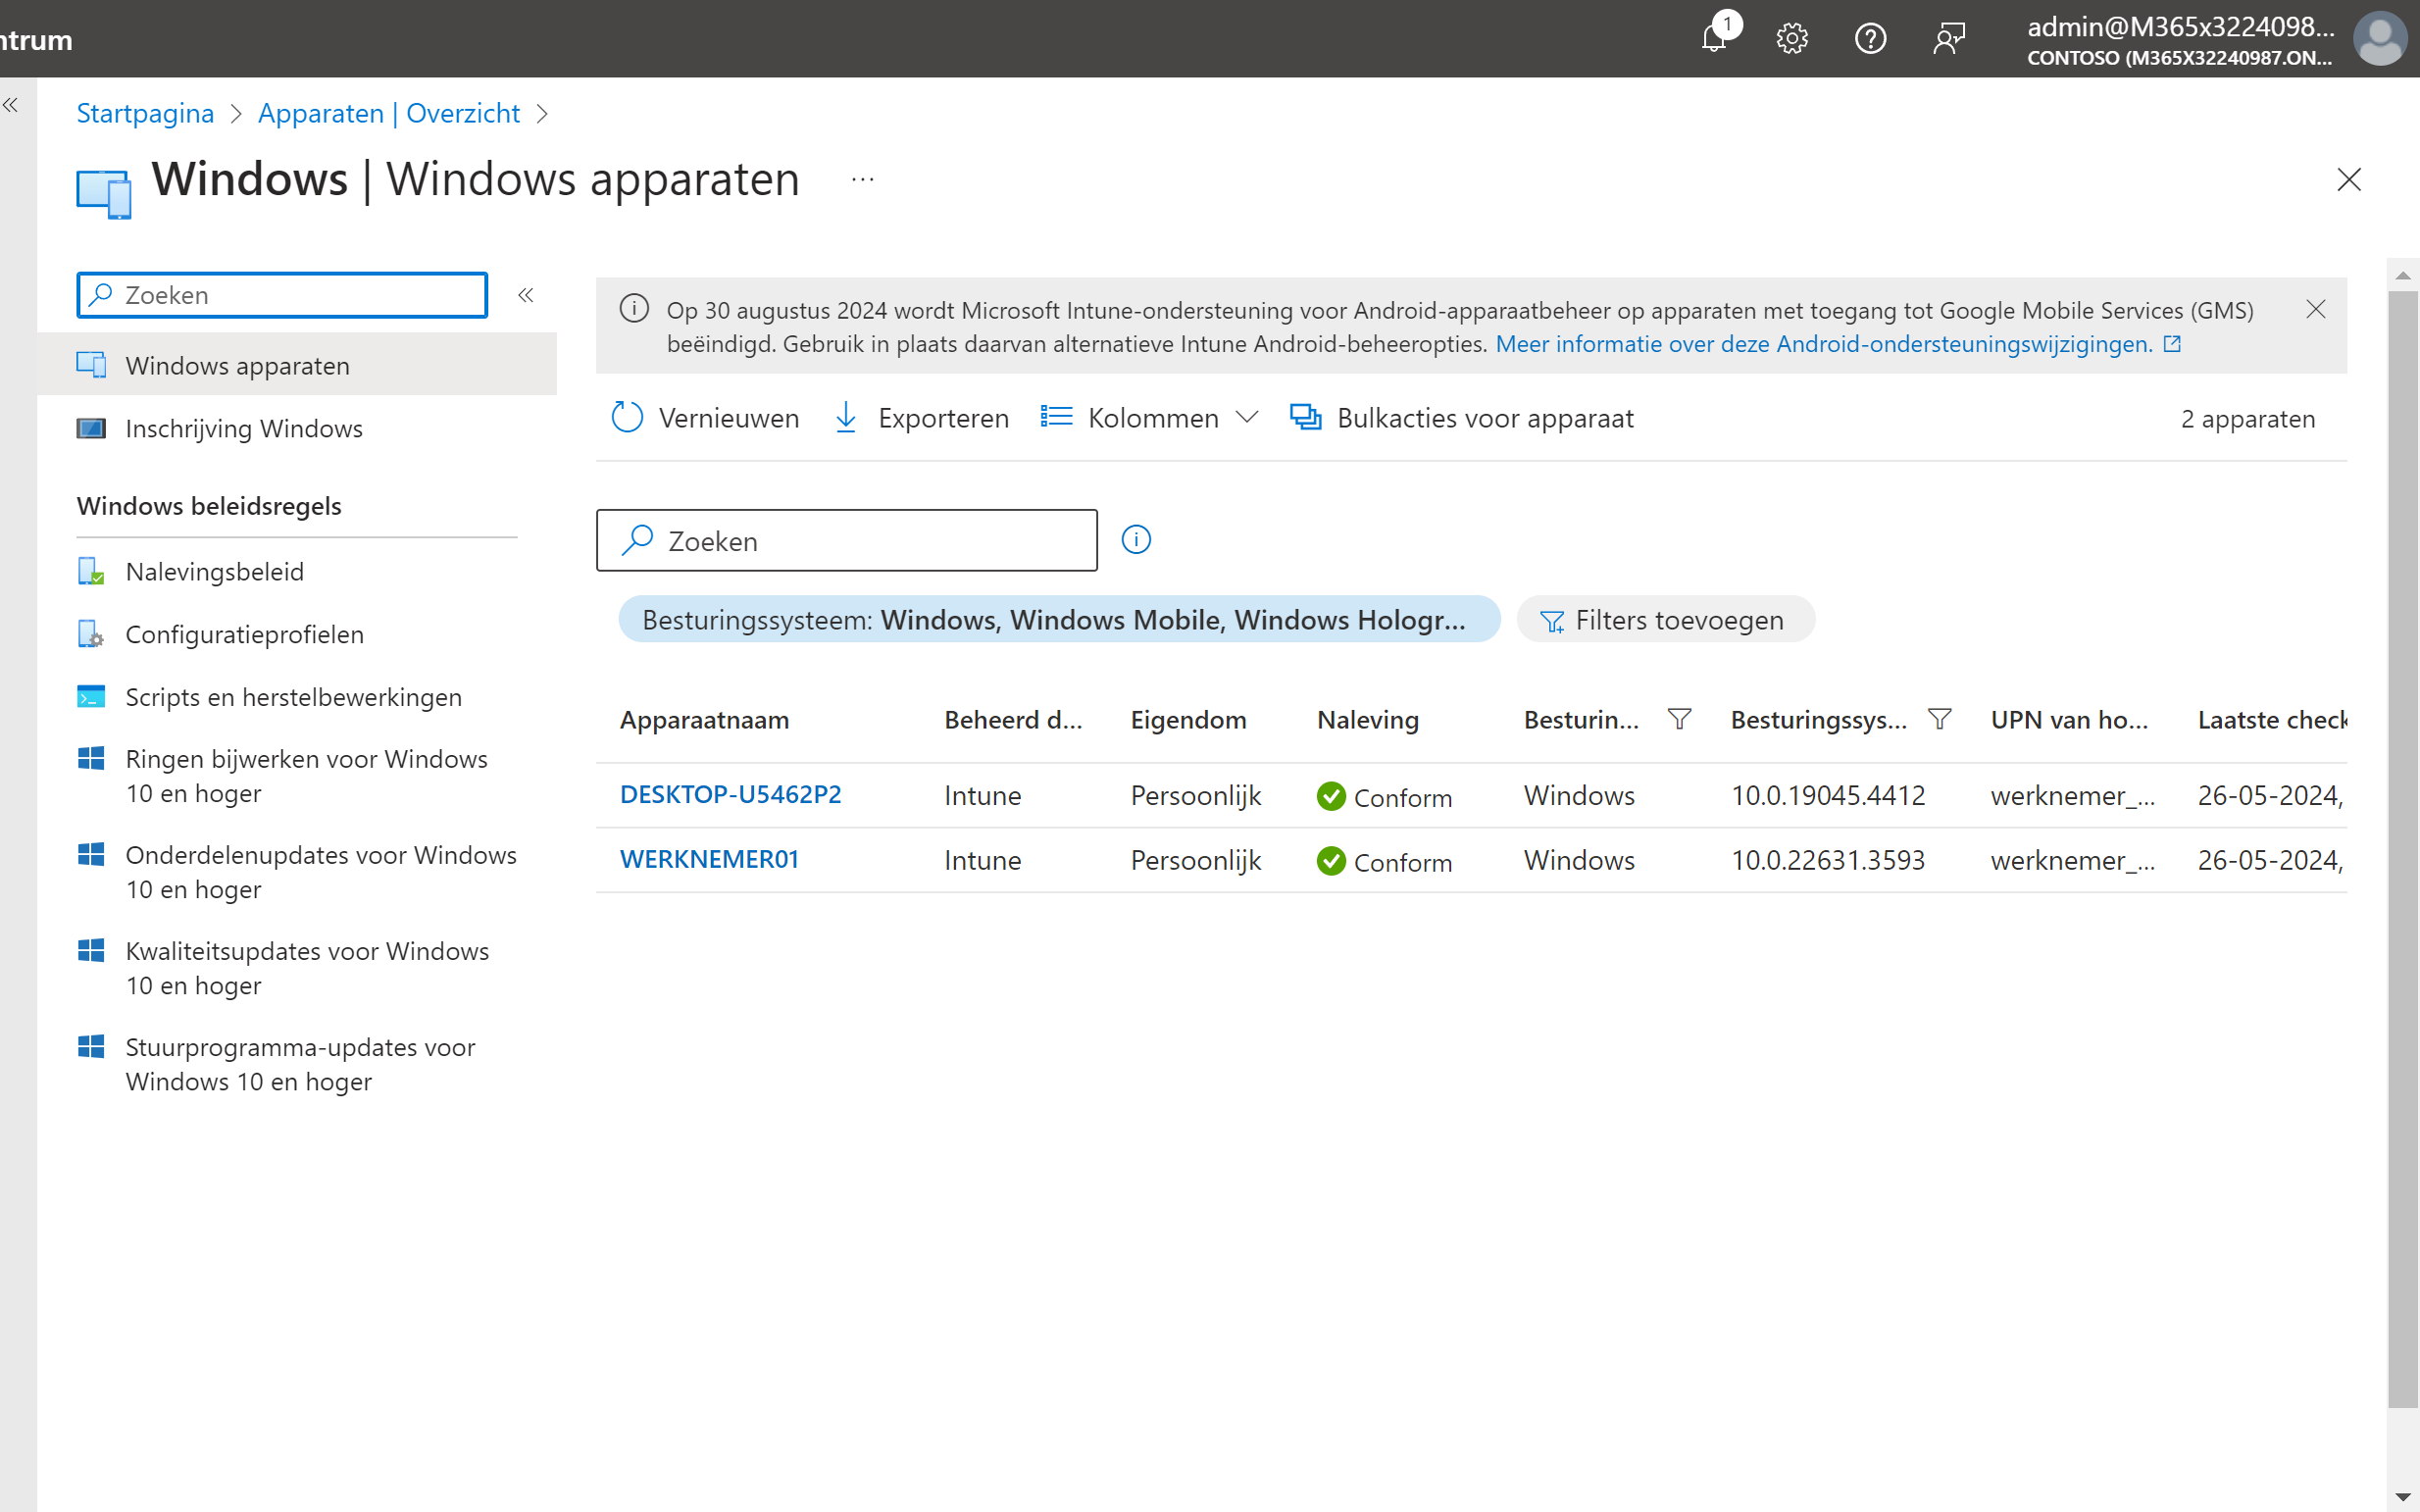 ntrum
1
admin@M365x3224098...
CONTOSO (M365X32240987.ON...
Startpagina
Apparaten | Overzicht
Windows | Windows apparaten
...
Zoeken
Windows apparaten
Inschrijving Windows
Windows beleidsregels
Nalevingsbeleid
Configuratieprofielen
Scripts en herstelbewerkingen
Ringen bijwerken voor Windows
10 en hoger
Onderdelenupdates voor Windows
10 en hoger
Kwaliteitsupdates voor Windows
10 en hoger
Stuurprogramma-updates voor
Windows 10 en hoger
Op 30 augustus 2024 wordt Microsoft Intune-ondersteuning voor Android-apparaatbeheer op apparaten met toegang tot Google Mobile Services (GMS)
beëindigd. Gebruik in plaats daarvan alternatieve Intune Android-beheeropties. Meer informatie over deze Android-ondersteuningswijzigingen.
Vernieuwen
Exporteren
Kolommen
Bulkacties voor apparaat
2 apparaten
Zoeken
Besturingssysteem: Windows, Windows Mobile, Windows Hologr...
Filters toevoegen
Apparaatnaam Beheerd d... Eigendom Naleving Besturin... Besturingssys... UPN van ho... Laatste check
DESKTOP-U5462P2 Intune Persoonlijk Conform Windows 10.0.19045.4412 werknemer_... 26-05-2024,
WERKNEMER01 Intune Persoonlijk Conform Windows 10.0.22631.3593 werknemer_... 26-05-2024,